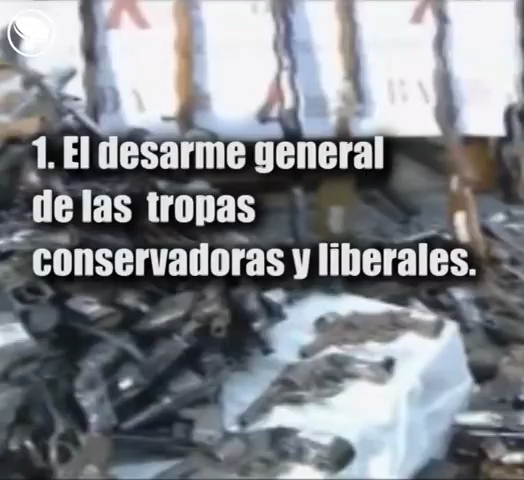 1. El desarme general
de las tropas
conservadoras y liberales.